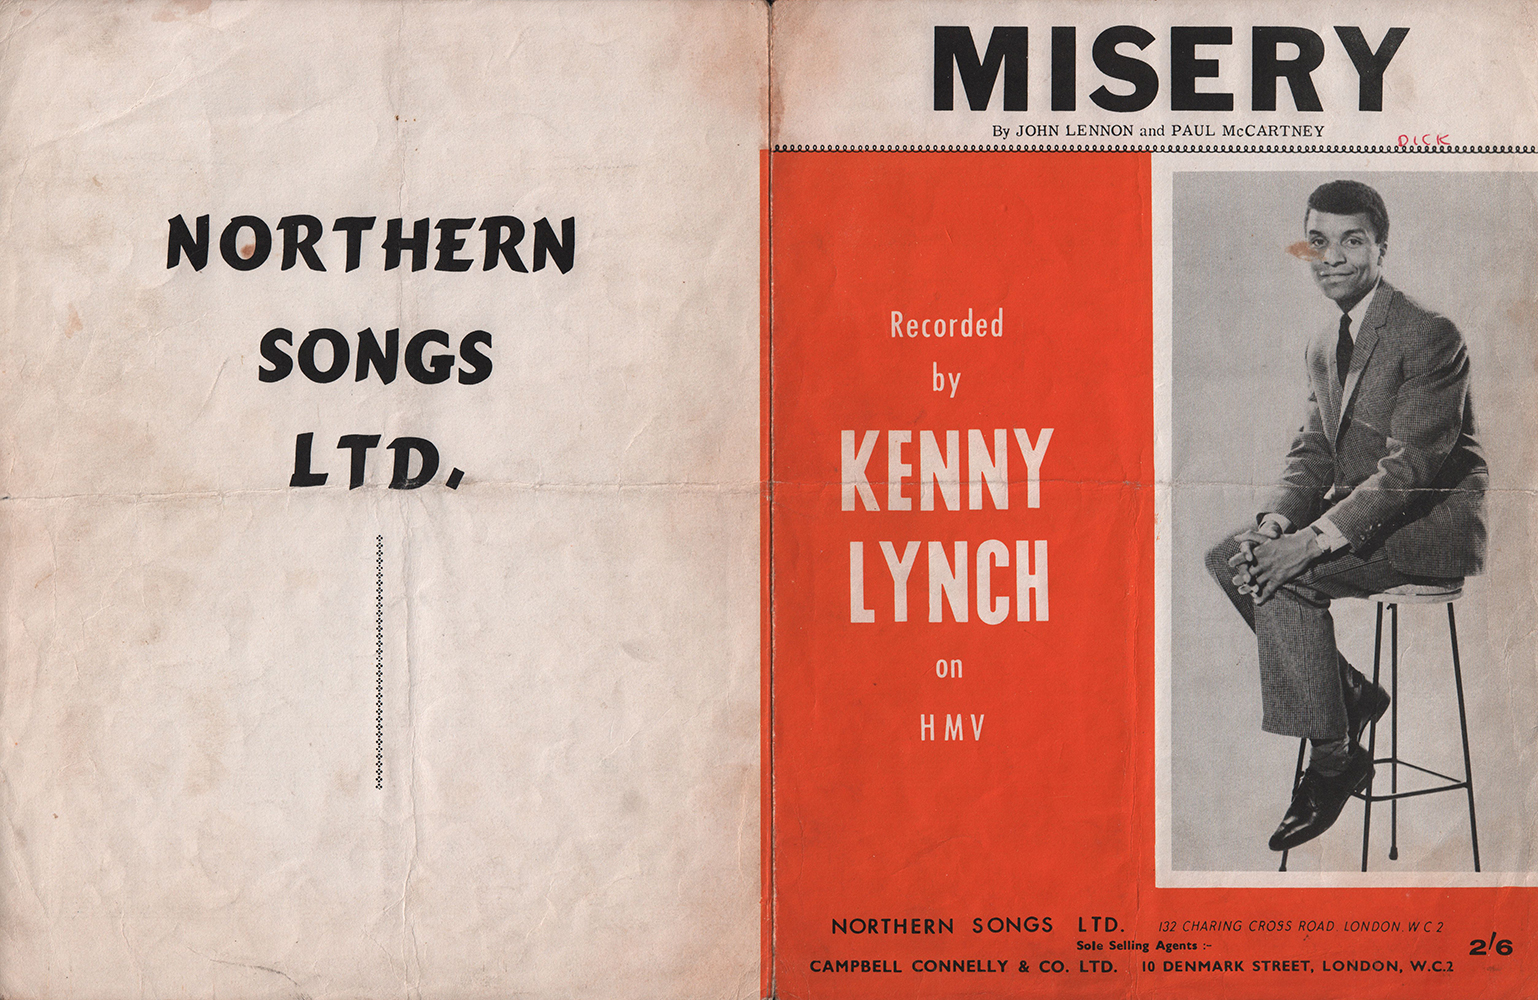 NORTHERN
SONGS
LTD.
MISERY
By JOHN LENNON and PAUL McCARTNEY
DICK
Recorded
by
KENNY
LYNCH
on
HMV
NORTHERN SONGS LTD. 132 CHARING CROSS ROAD. LONDON. W C 2
Sole Selling Agents :-
CAMPBELL CONNELLY & CO. LTD. 10 DENMARK STREET, LONDON, W.C.2
2/6